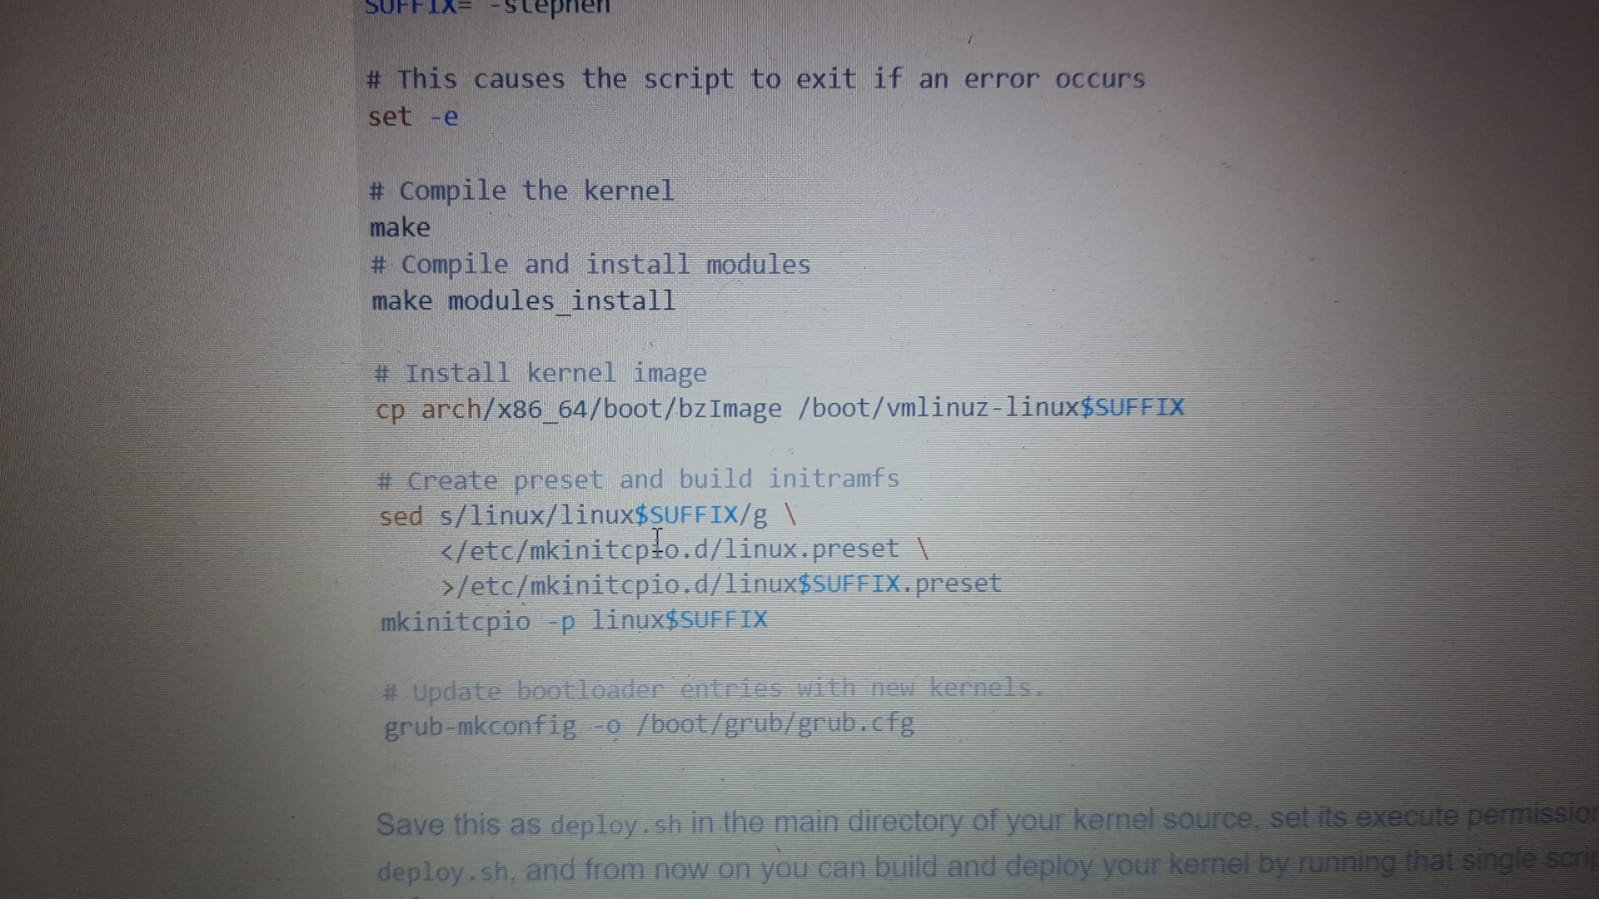 SUFFIX= -stephen
# This causes the script to exit if an error occurs
set -e
# Compile the kernel
make
# Compile and install modules
make modules_install
# Install kernel image
cp arch/x86_64/boot/bzImage /boot/vmlinuz-linux$SUFFIX
# Create preset and build initramfs
sed s/linux/linux$SUFFIX/g \
</etc/mkinitcpio.d/linux.preset \
>/etc/mkinitcpio.d/linux$SUFFIX.preset
mkinitcpio -p linux$SUFFIX
# Update bootloader entries with new kernels.
grub-mkconfig -o /boot/grub/grub.cfg
Save this as deploy.sh in the main directory of your kernel source, set its execute permission
deploy.sh, and from now on you can build and deploy your kernel by running that single scrip